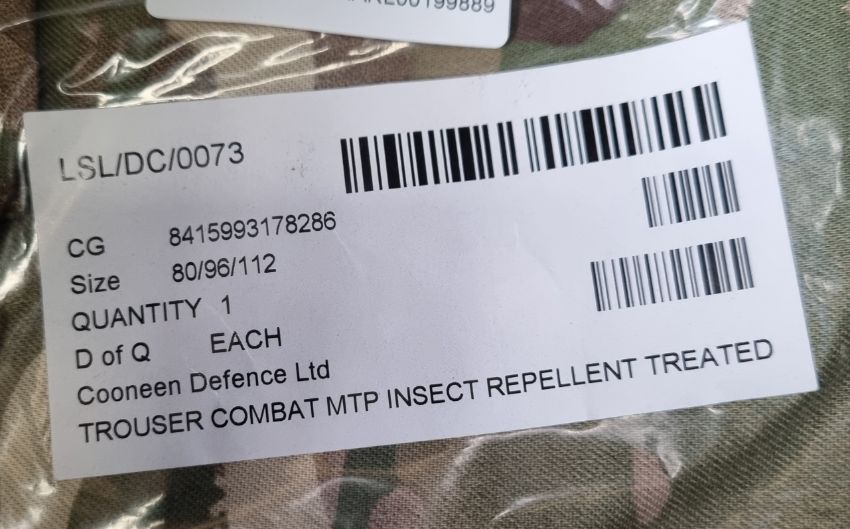 LSL/DC/0073
CG 8415993178286
Size 80/96/112
QUANTITY 1
D of Q EACH
Cooneen Defence Ltd
TROUSER COMBAT MTP INSECT REPELLENT TREATED